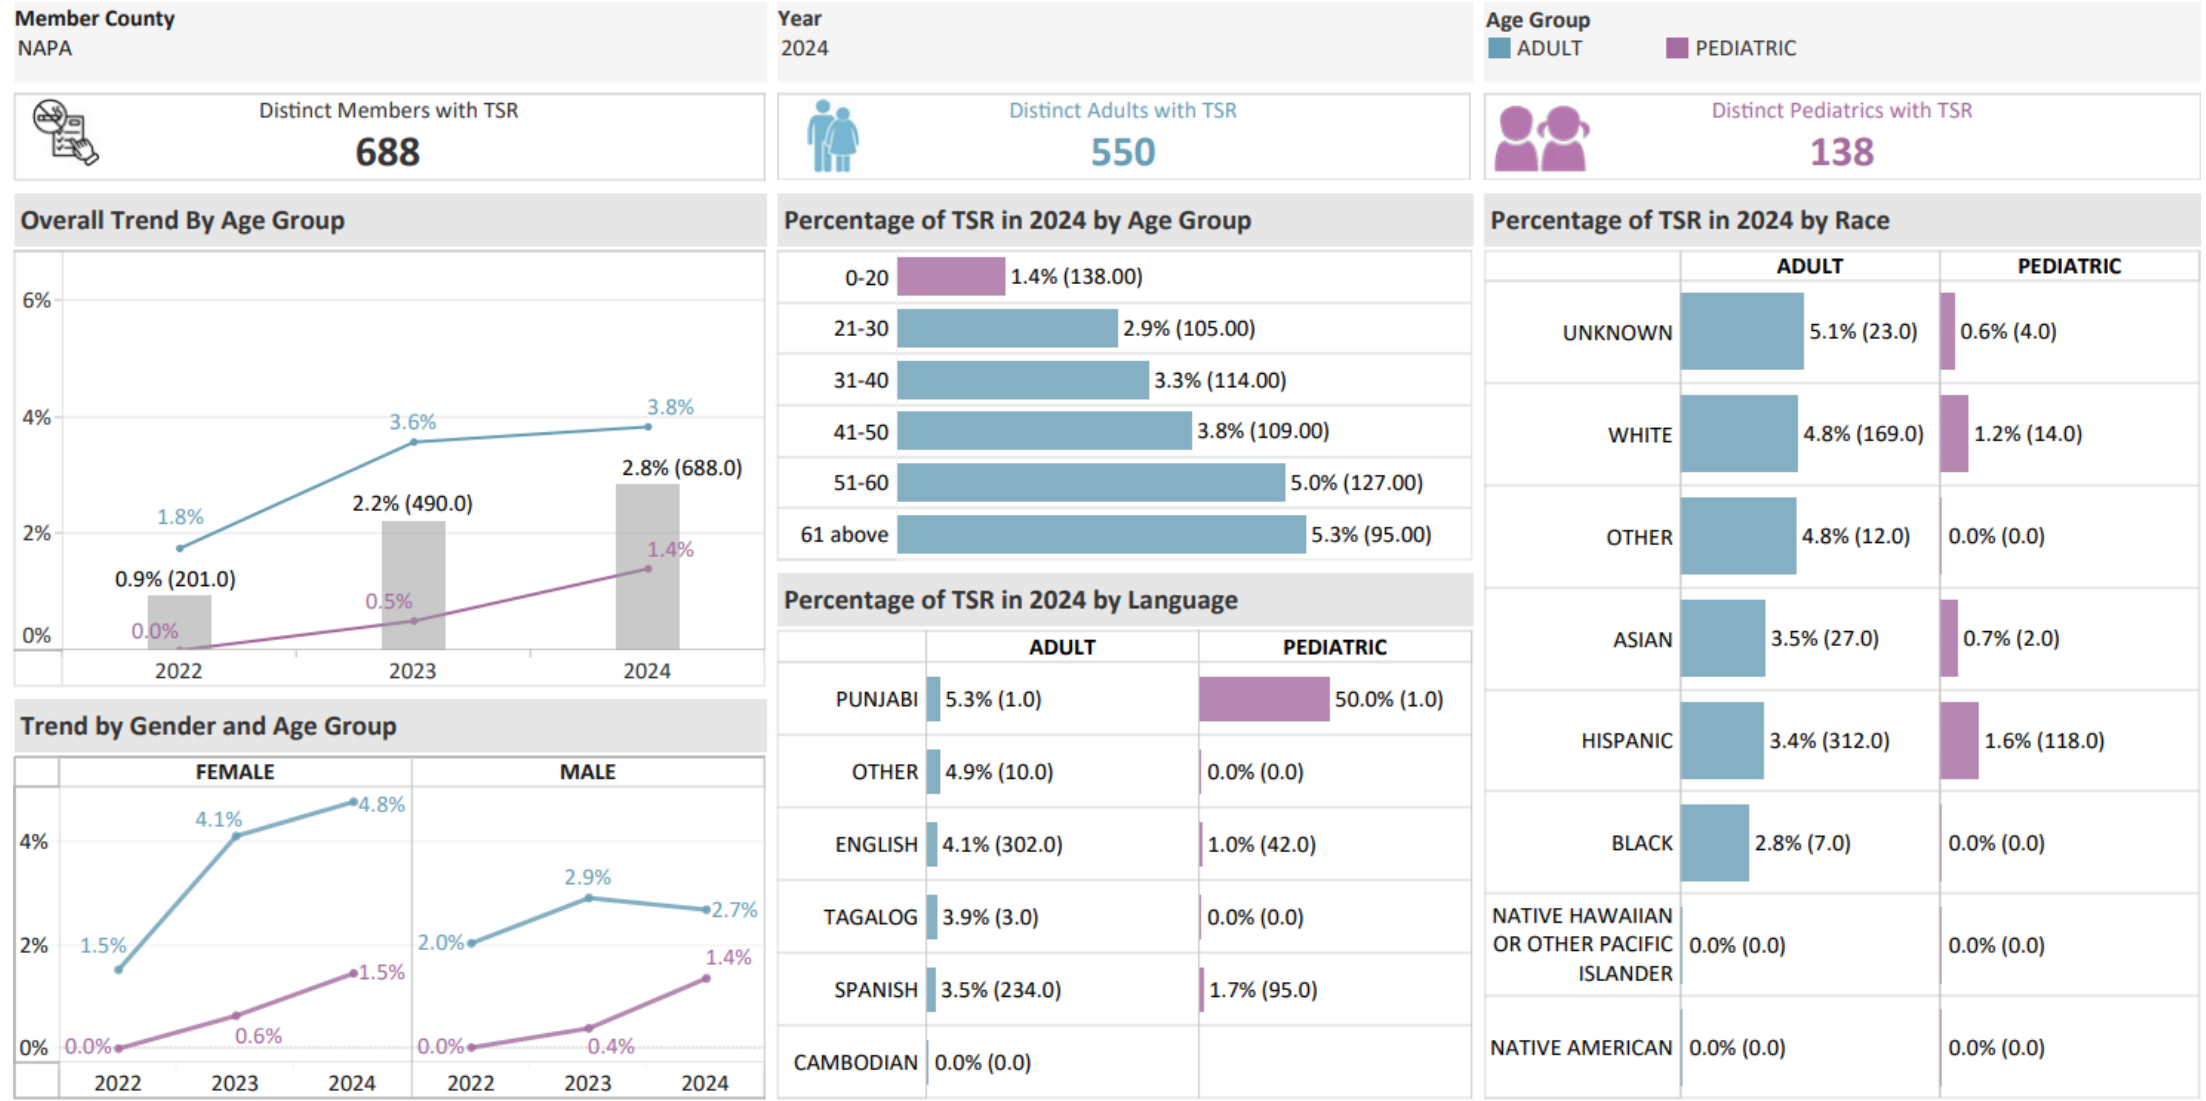 Member County
NAPA
Year
2024
Age Group
ADULT
PEDIATRIC
Distinct Members with TSR
688
Distinct Adults with TSR
550
Distinct Pediatrics with TSR
138
Overall Trend By Age Group
6%
4%
2%
0%
1.8%
3.6%
3.8%
0.9% (201.0)
2.2% (490.0)
2.8% (688.0)
0.0%
0.5%
1.4%
2022
2023
2024
Trend by Gender and Age Group
FEMALE
MALE
4%
2%
0%
1.5%
4.1%
4.8%
0.0%
0.6%
1.5%
2.0%
2.9%
2.7%
0.0%
0.4%
1.4%
2022
2023
2024
2022
2023
2024
Percentage of TSR in 2024 by Age Group
0-20 1.4% (138.00)
21-30 2.9% (105.00)
31-40 3.3% (114.00)
41-50 3.8% (109.00)
51-60 5.0% (127.00)
61 above 5.3% (95.00)
Percentage of TSR in 2024 by Language
ADULT PEDIATRIC
PUNJABI 5.3% (1.0) 50.0% (1.0)
OTHER 4.9% (10.0) 0.0% (0.0)
ENGLISH 4.1% (302.0) 1.0% (42.0)
TAGALOG 3.9% (3.0) 0.0% (0.0)
SPANISH 3.5% (234.0) 1.7% (95.0)
CAMBODIAN 0.0% (0.0)
Percentage of TSR in 2024 by Race
ADULT PEDIATRIC
UNKNOWN 5.1% (23.0) 0.6% (4.0)
WHITE 4.8% (169.0) 1.2% (14.0)
OTHER 4.8% (12.0) 0.0% (0.0)
ASIAN 3.5% (27.0) 0.7% (2.0)
HISPANIC 3.4% (312.0) 1.6% (118.0)
BLACK 2.8% (7.0) 0.0% (0.0)
NATIVE HAWAIIAN
OR OTHER PACIFIC 0.0% (0.0) 0.0% (0.0)
ISLANDER
NATIVE AMERICAN 0.0% (0.0) 0.0% (0.0)